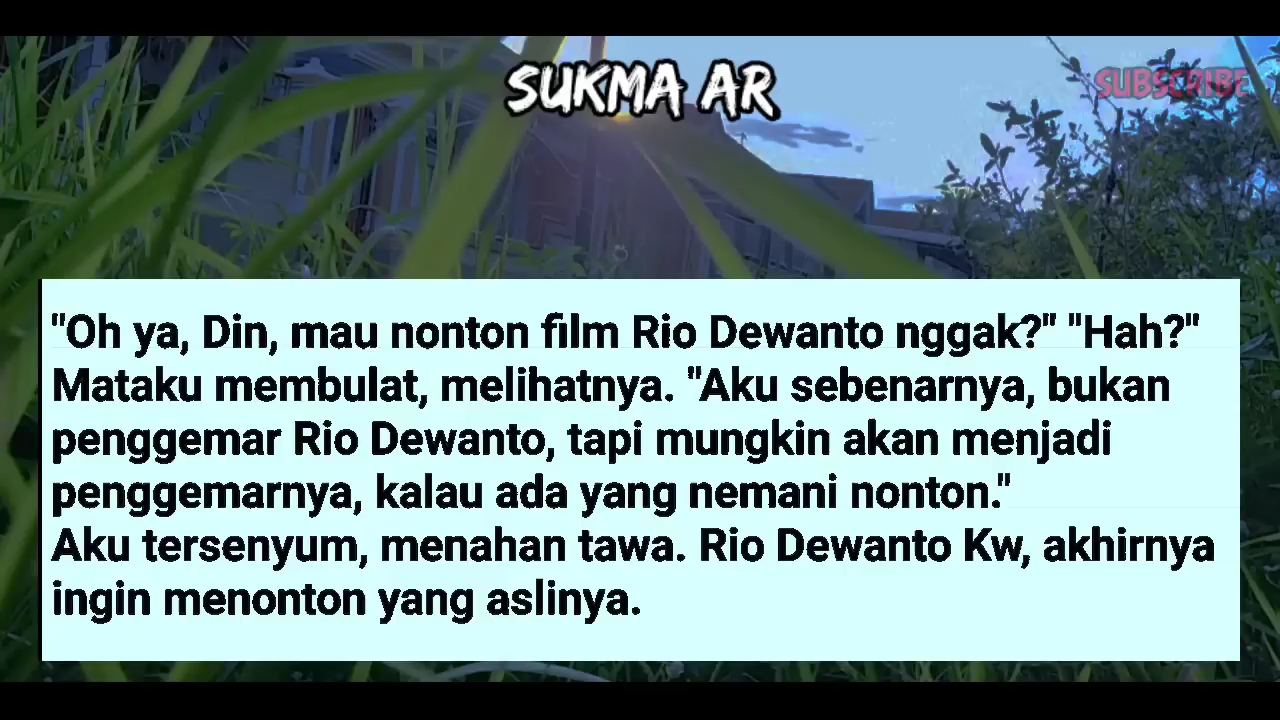 SUKMA AR
SUBSCRIBE
"Oh ya, Din, mau nonton film Rio Dewanto nggak?" "Hah?"
Mataku membulat, melihatnya. "Aku sebenarnya, bukan
penggemar Rio Dewanto, tapi mungkin akan menjadi
penggemarnya, kalau ada yang nemani nonton."
Aku tersenyum, menahan tawa. Rio Dewanto Kw, akhirnya
ingin menonton yang aslinya.